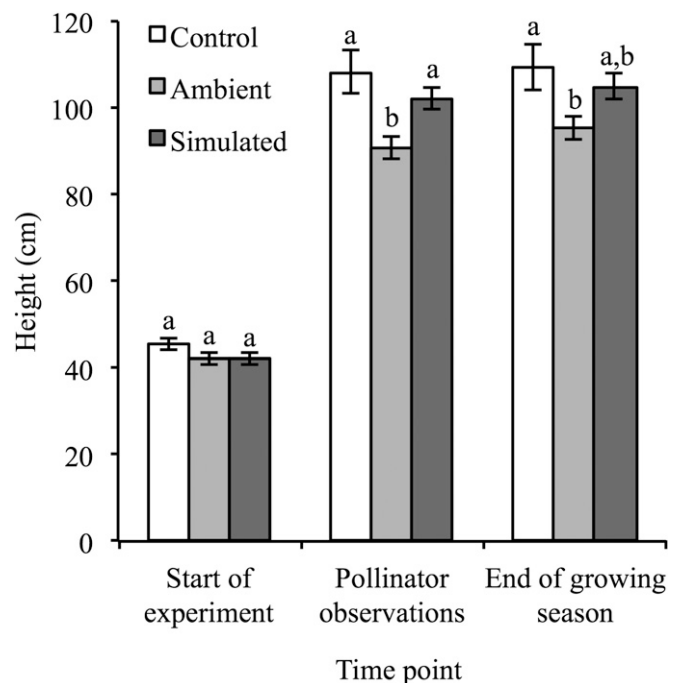 120
100
80
60
40
20
0
Height (cm)
Control
Ambient
Simulated
a
a
a
a
b
a
a
b
a,b
Start of
experiment
Pollinator
observations
End of growing
season
Time point